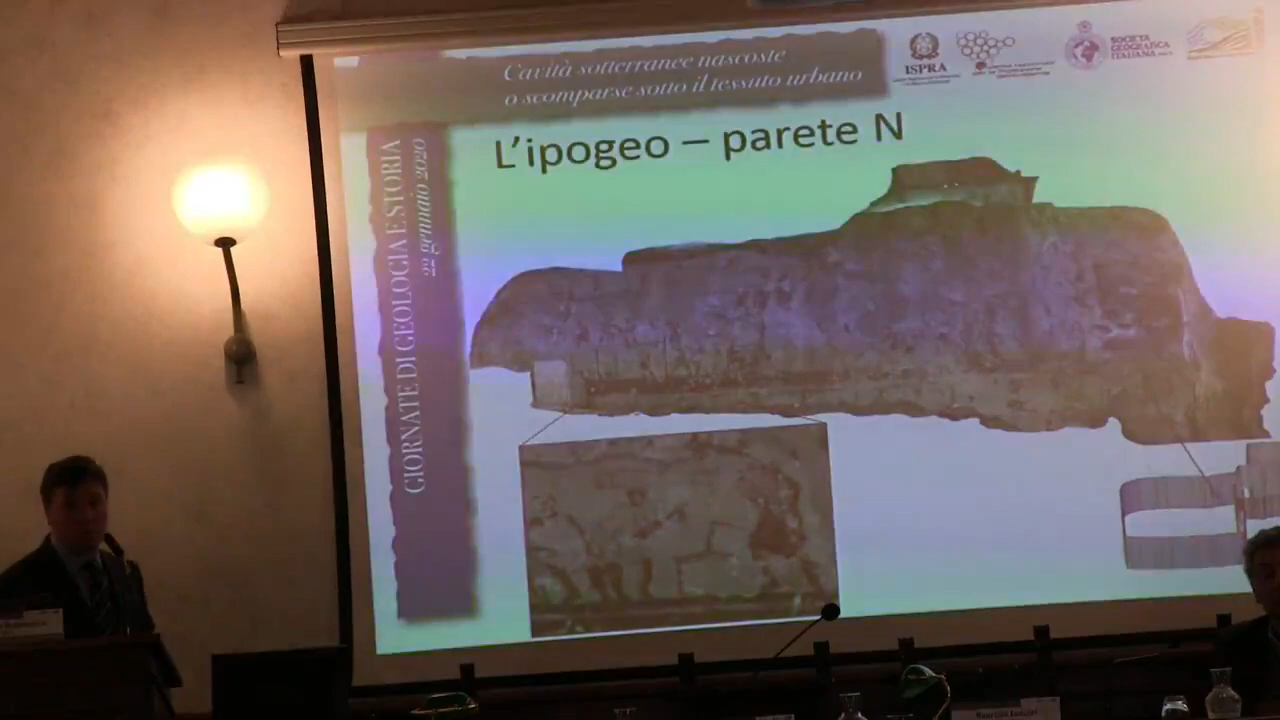 Cavità sotterranee nascoste
o scomparse sotto il tessuto urbano
ISPRA
SOCIETÀ
GEOGRAFICA
ITALIANA
L'ipogeo – parete N
GIORNATE DI GEOLOGIA E STORIA
22 gennaio 2020